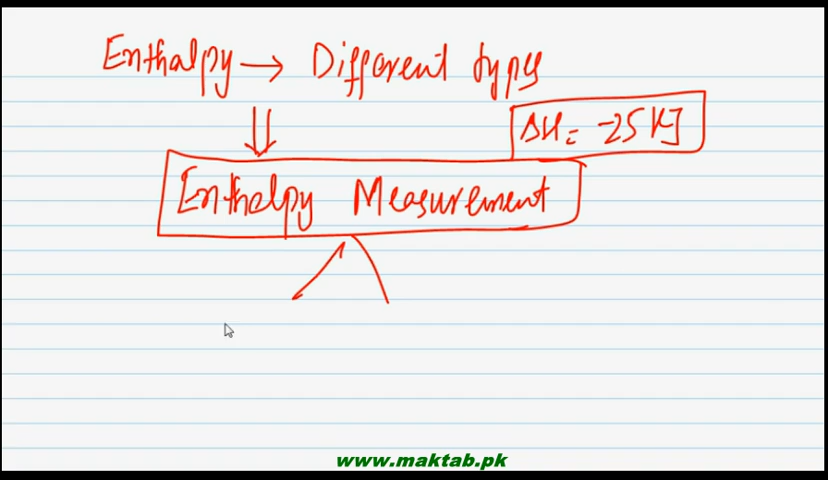 Enthalpy → Different types
ΔH = -25 KJ
Enthalpy Measurement
www.maktab.pk